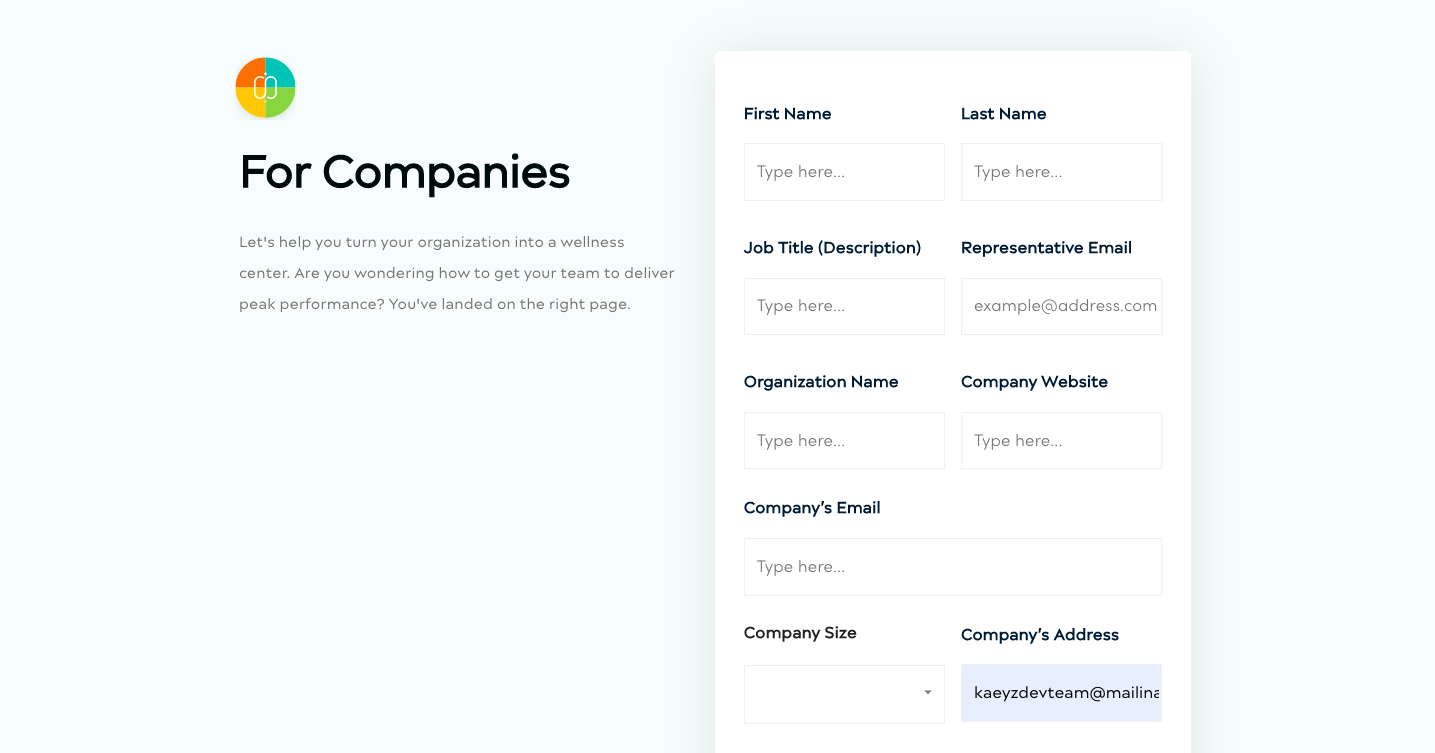 For Companies
Let's help you turn your organization into a wellness
center. Are you wondering how to get your team to deliver
peak performance? You've landed on the right page.
First Name
Last Name
Type here...
Type here...
Job Title (Description)
Representative Email
Type here...
example@address.com
Organization Name
Company Website
Type here...
Type here...
Company's Email
Type here...
Company Size
Company's Address
kaeyzdevteam@mailina